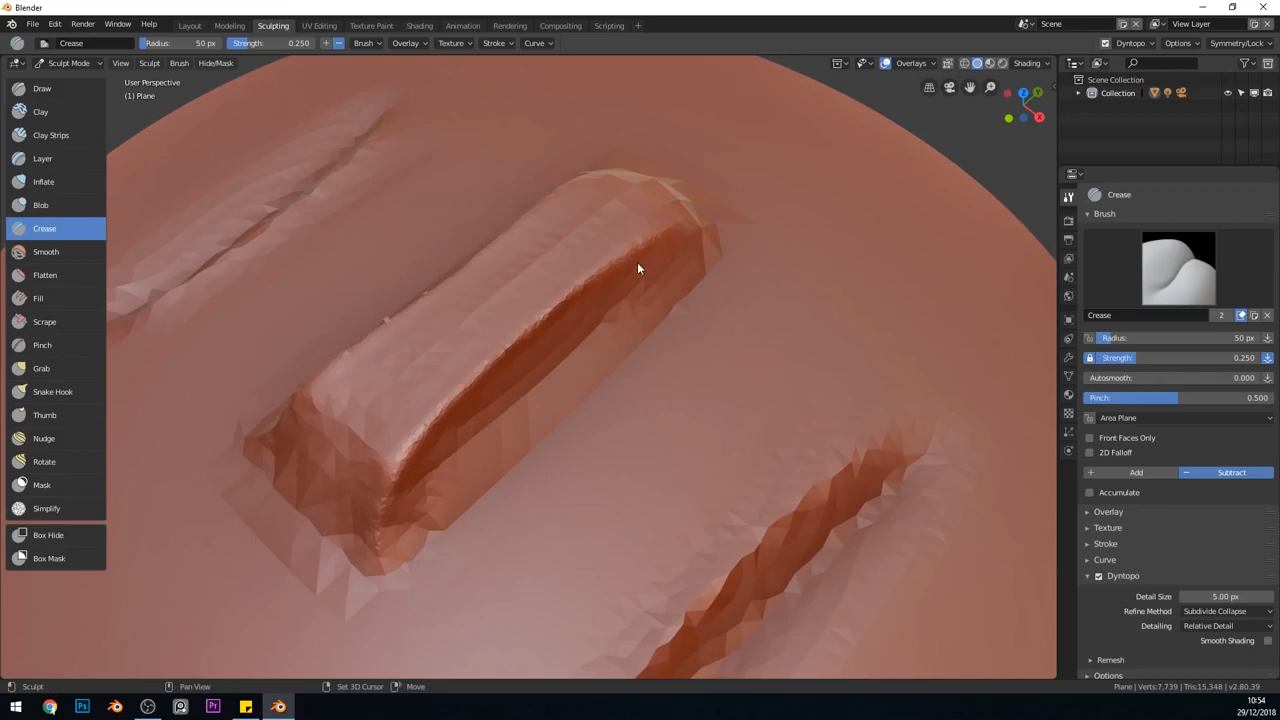 Blender
File Edit Render Window Help Layout Modeling Sculpting UV Editing Texture Paint Shading Animation Rendering Compositing Scripting + Scene View Layer
Crease Radius: 50 px Strength: 0.250 Brush Overlay Texture Stroke Curve Dyntopo Options Symmetry/Lock
Sculpt Mode View Sculpt Brush Hide/Mask Overlays Shading
User Perspective
(1) Plane
Draw
Clay
Clay Strips
Layer
Inflate
Blob
Crease
Smooth
Flatten
Fill
Scrape
Pinch
Grab
Snake Hook
Thumb
Nudge
Rotate
Mask
Simplify
Box Hide
Box Mask
Z Y X
Scene Collection
Collection
Crease
Brush
Crease 2
Radius: 50 px
Strength: 0.250
Autosmooth: 0.000
Pinch: 0.500
Area Plane
Front Faces Only
2D Falloff
Add Subtract
Accumulate
Overlay
Texture
Stroke
Curve
Dyntopo
Detail Size 5.00 px
Refine Method Subdivide Collapse
Detailing Relative Detail
Smooth Shading
Remesh
Options
Sculpt Pan View Set 3D Cursor Move Plane | Verts:7,739 | Tris:15,348 | v2.80.39
Ps Pr
10:54
29/12/2018